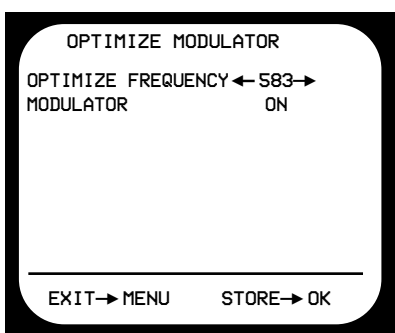 OPTIMIZE MODULATOR
OPTIMIZE FREQUENCY ← 583 →
MODULATOR ON
EXIT → MENU STORE → OK